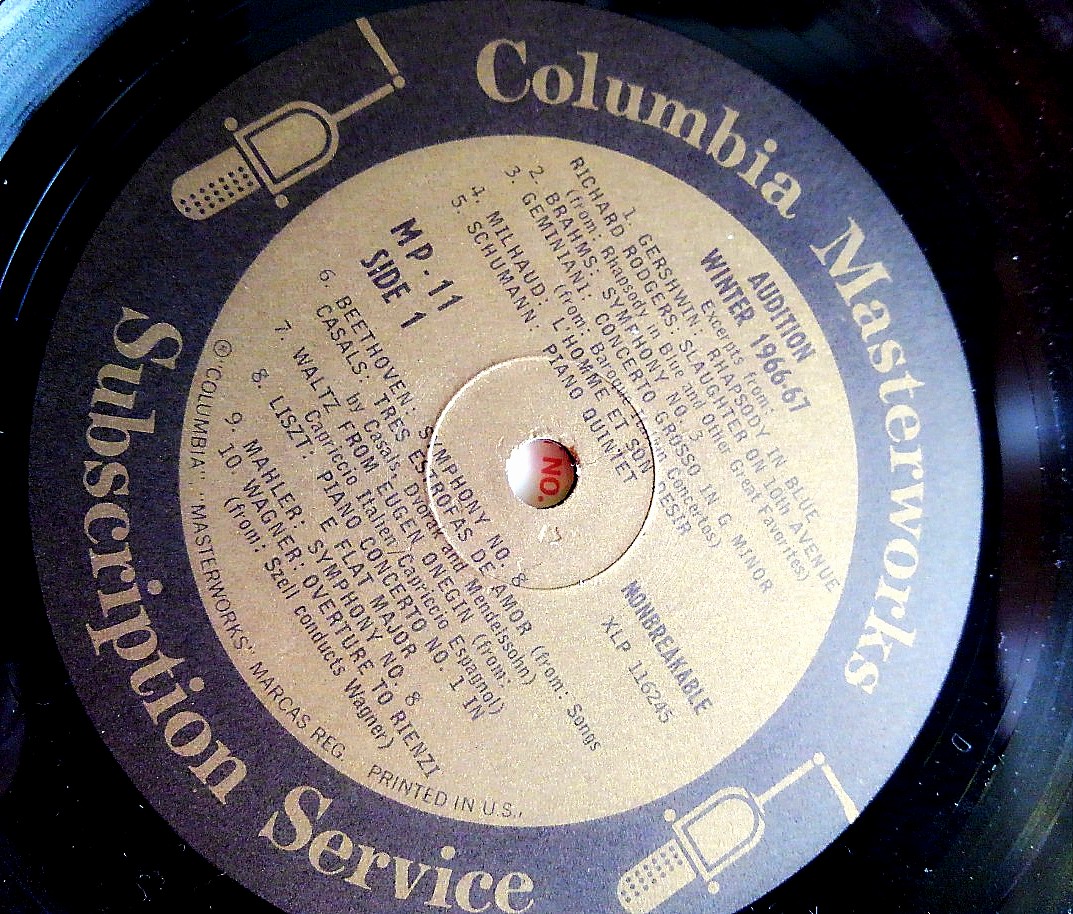 Columbia Masterworks
Subscription Service
AUDITION
WINTER 1966-67
Excerpts from:
1. GERSHWIN: RHAPSODY IN BLUE
RICHARD RODGERS: SLAUGHTER ON 10th AVENUE
(from: Rhapsody in Blue and Other Great Favorites)
2. BRAHMS: SYMPHONY NO. 3
3. GEMINIANI: CONCERTO GROSSO IN G MINOR
(from: Baroque Concertos)
4. MILHAUD: L'HOMME ET SON DESIR
5. SCHUMANN: PIANO QUINTET
MP-11
SIDE 1
NONBREAKABLE
XLP 116245
NO.
6. BEETHOVEN: SYMPHONY NO. 8
CASALS: TRES ESTROFAS DE AMOR (from: Songs
by Casals, Dvorak and Mendelssohn)
7. WALTZ FROM EUGEN ONEGIN (from:
Capriccio Italien/Capriccio Espagnol)
8. LISZT: PIANO CONCERTO NO. 1 IN
E FLAT MAJOR
9. MAHLER: SYMPHONY NO. 8
10. WAGNER: OVERTURE TO RIENZI
(from: Szell conducts Wagner)
© "COLUMBIA", "MASTERWORKS", MARCAS REG. PRINTED IN U.S.